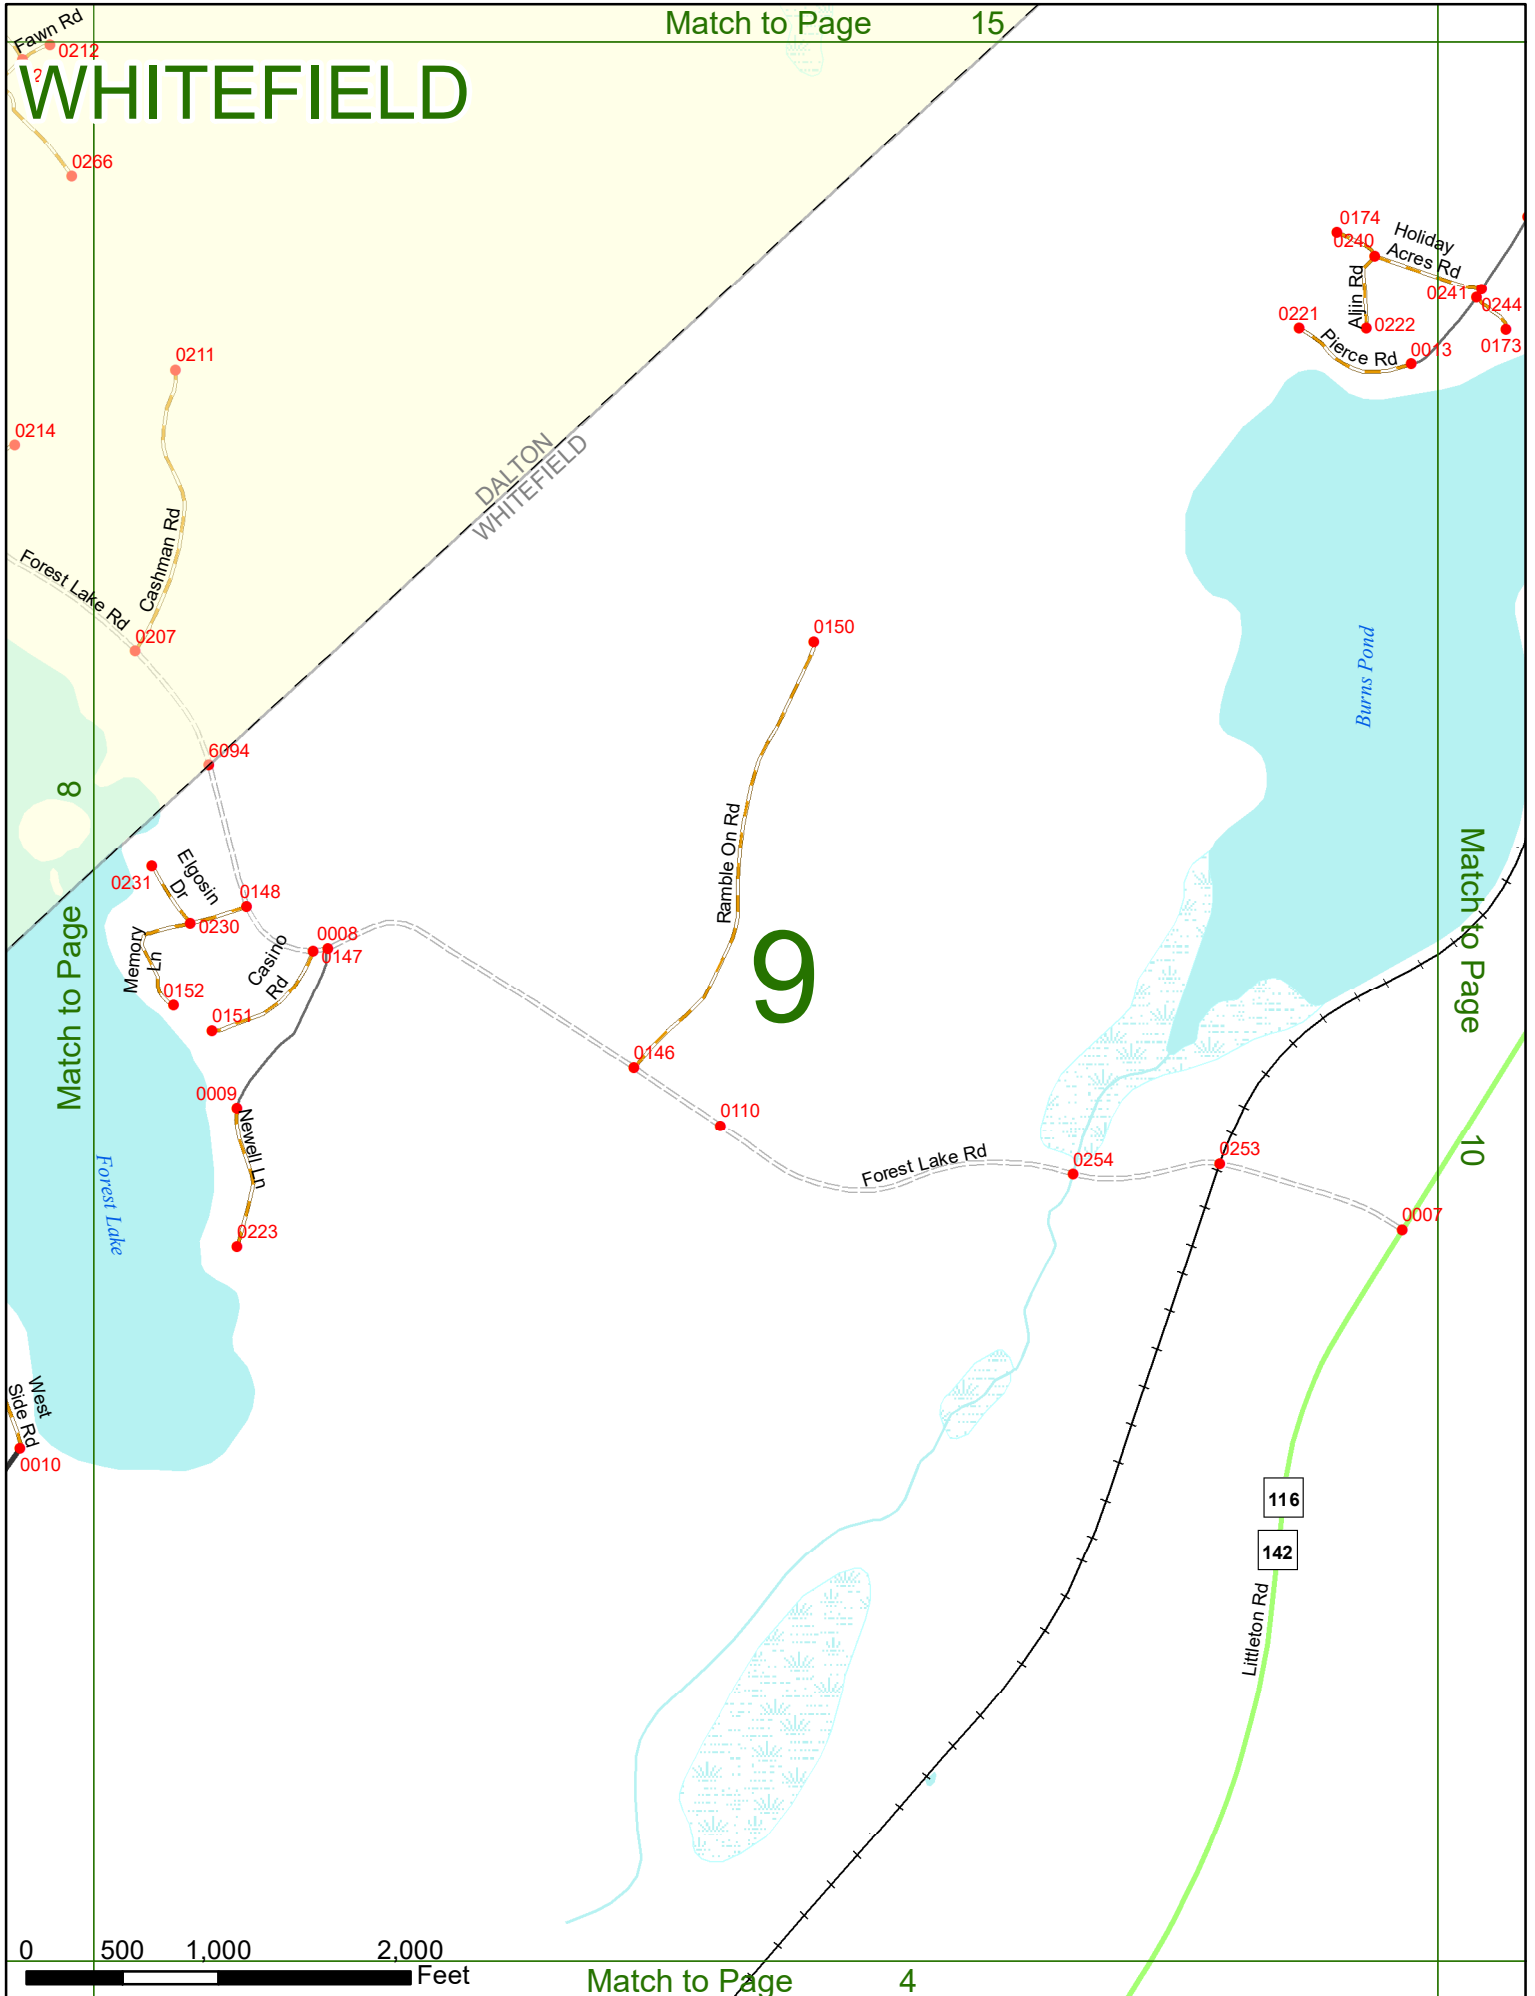 Match to Page 15
Fawn Rd
0212
WHITEFIELD
0266
0174
0240
Holiday
Acres Rd
0241
0244
Aljin Rd
0221
0222
0173
Pierce Rd
0013
0211
0214
DALTON
WHITEFIELD
Cashman Rd
Forest Lake Rd
0207
0150
Burns Pond
6094
Match to Page 8
Ramble On Rd
Match to Page 10
0231
Elgosin
Dr
0148
0230
0008
0147
Casino
Rd
Memory
Ln
0152
0151
9
0146
0009
Newell Ln
0110
Forest Lake Rd
0254
0253
Forest Lake
0223
0007
West
Side Rd
0010
116
142
Littleton Rd
0 500 1,000 2,000
Feet
Match to Page 4